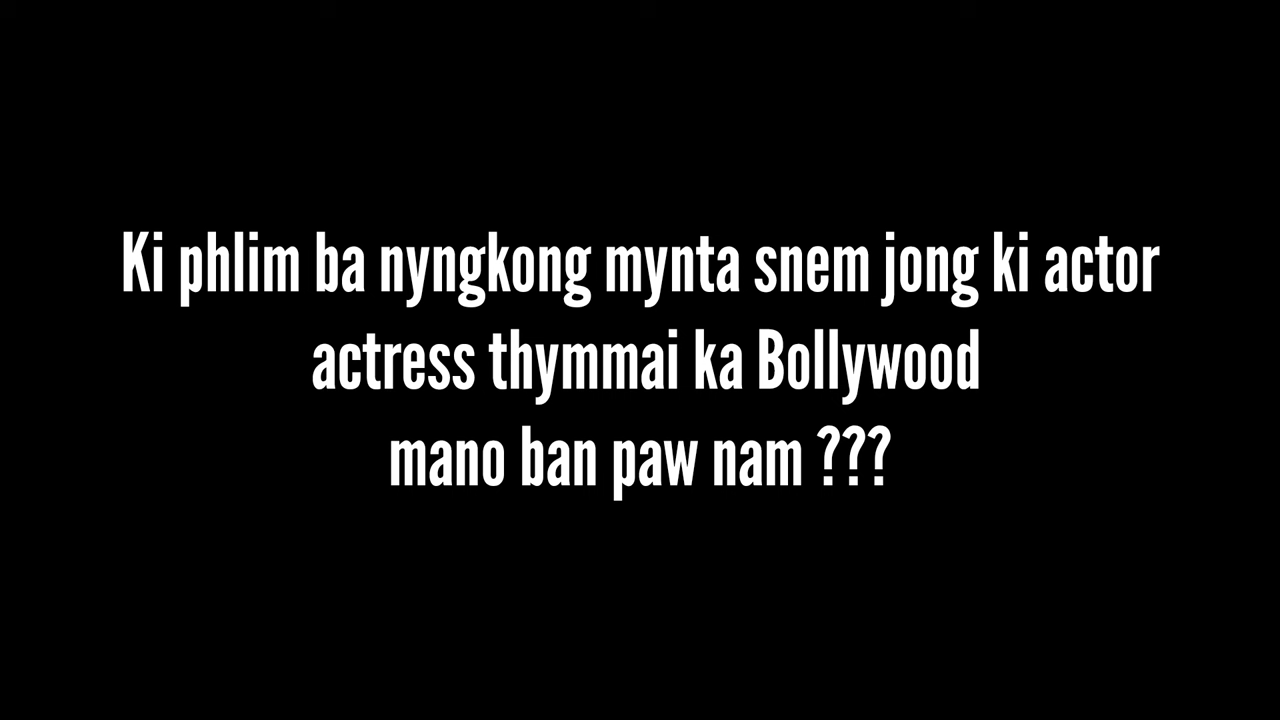 Ki phlim ba nyngkong mynta snem jong ki actor
actress thymmai ka Bollywood
mano ban paw nam ???